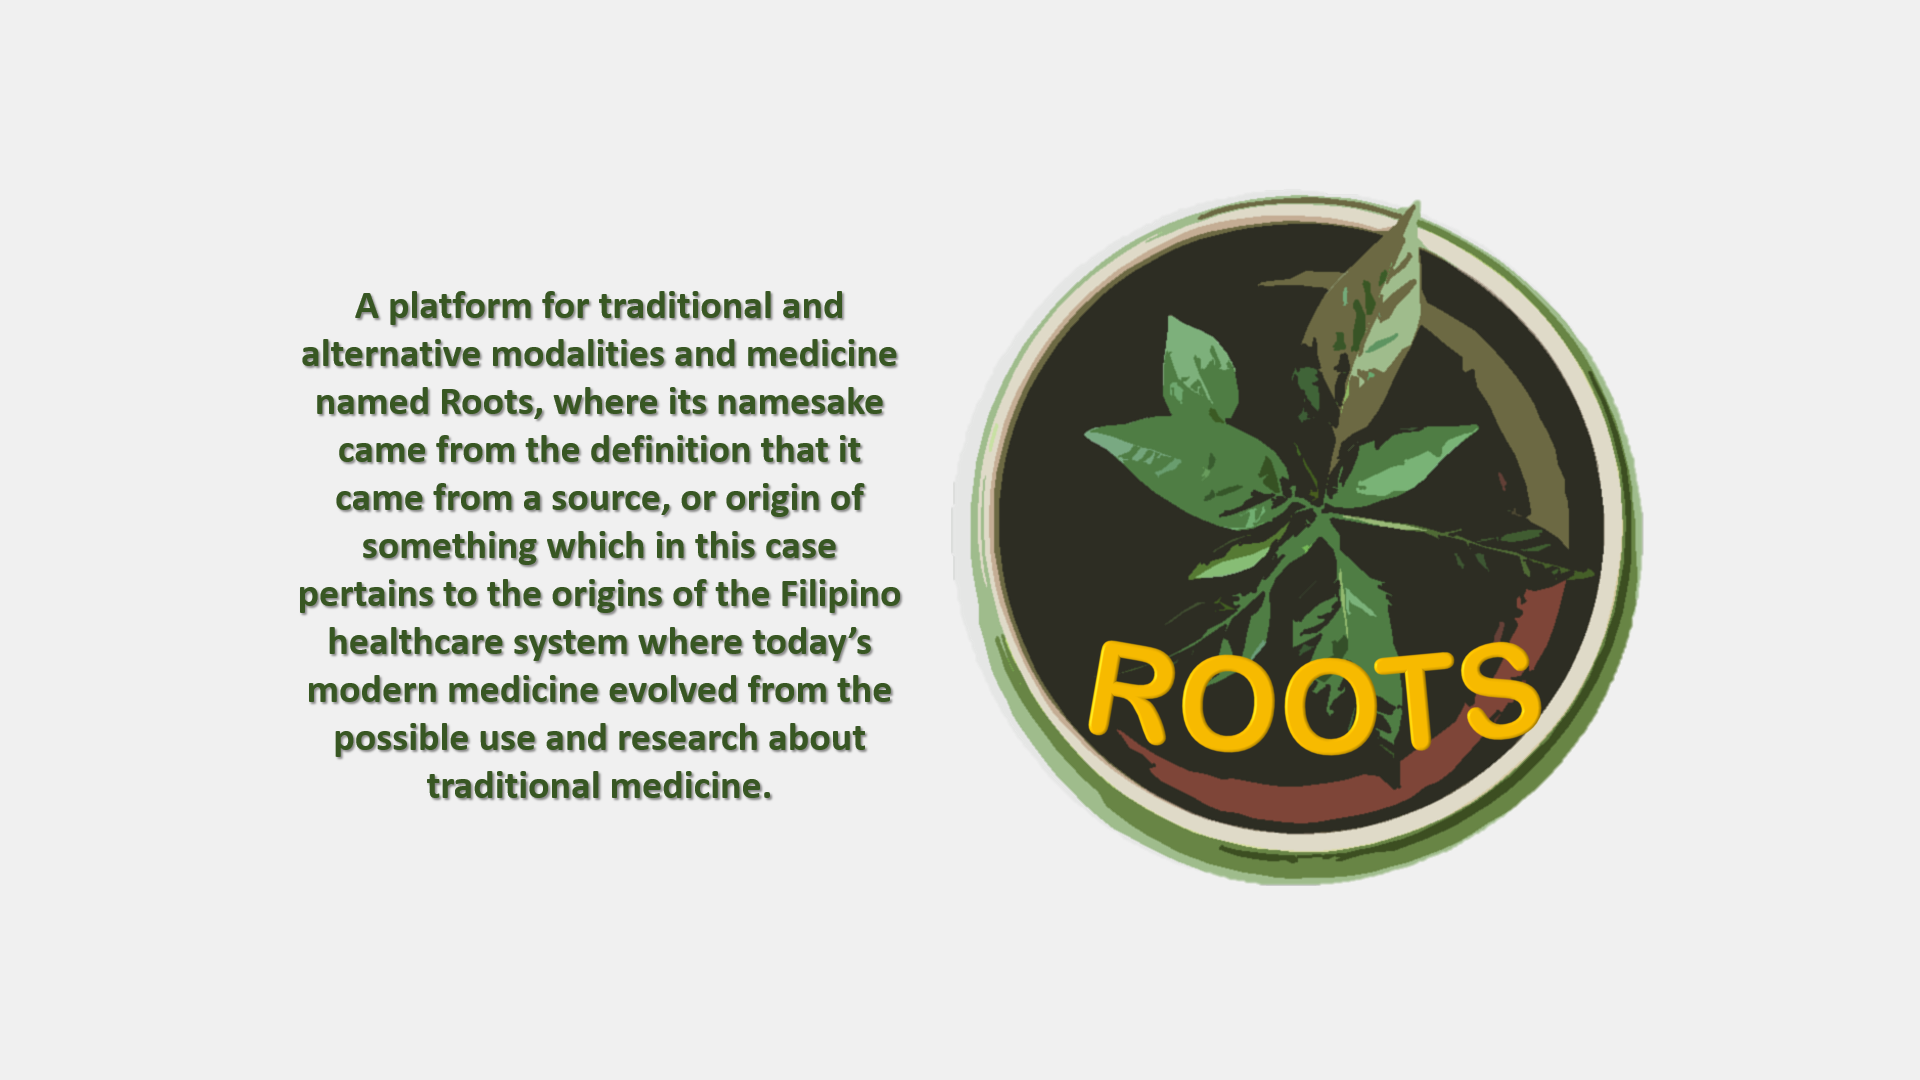 A platform for traditional and
alternative modalities and medicine
named Roots, where its namesake
came from the definition that it
came from a source, or origin of
something which in this case
pertains to the origins of the Filipino
healthcare system where today’s
modern medicine evolved from the
possible use and research about
traditional medicine.
ROOTS